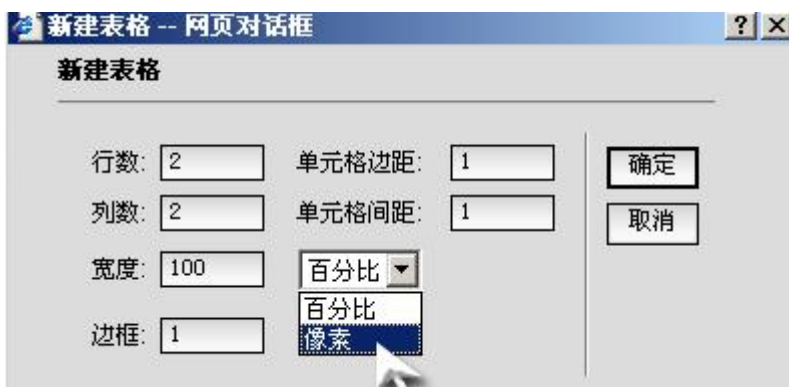 新建表格 -- 网页对话框
新建表格
行数: 2 单元格边距: 1 确定
列数: 2 单元格间距: 1 取消
宽度: 100 百分比
百分比
边框: 1 像素